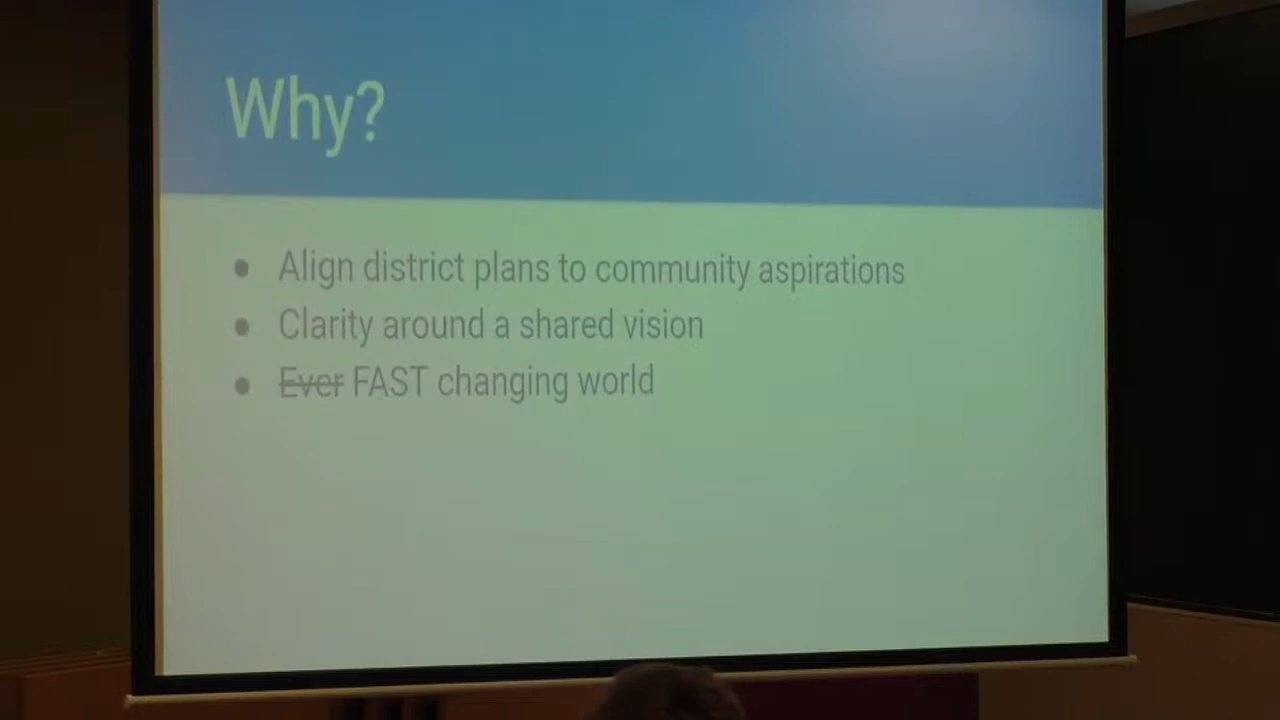 Why?
● Align district plans to community aspirations
● Clarity around a shared vision
● ~~Ever~~ FAST changing world